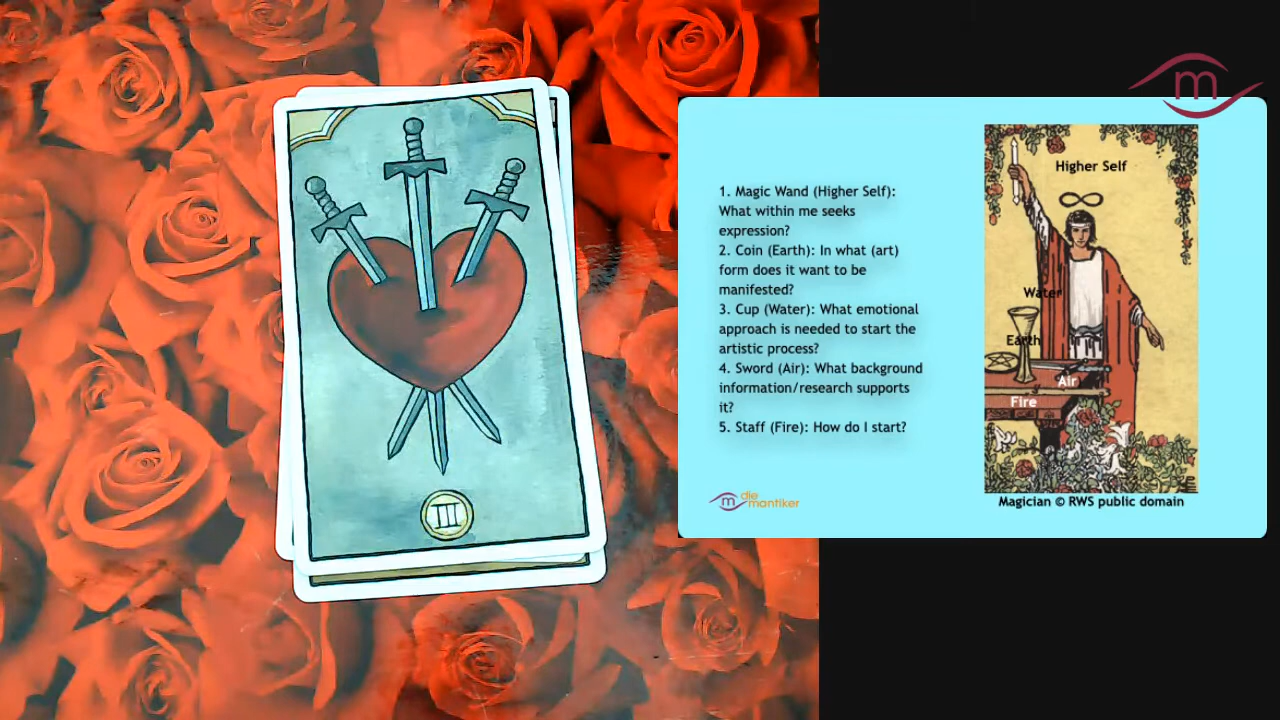 III
m
1. Magic Wand (Higher Self):
What within me seeks
expression?
2. Coin (Earth): In what (art)
form does it want to be
manifested?
3. Cup (Water): What emotional
approach is needed to start the
artistic process?
4. Sword (Air): What background
information/research supports
it?
5. Staff (Fire): How do I start?
Higher Self
Water
Earth
Air
Fire
m die
mantiker
Magician © RWS public domain